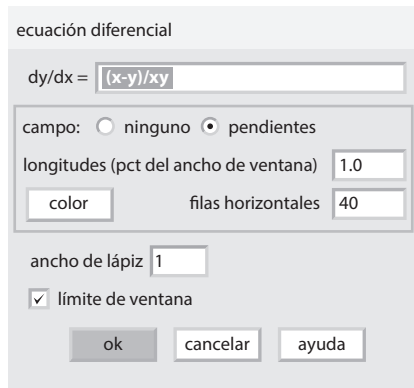 ecuación diferencial
dy/dx = (x-y)/xy
campo: ninguno pendientes
longitudes (pct del ancho de ventana) 1.0
color filas horizontales 40
ancho de lápiz 1
límite de ventana
ok cancelar ayuda